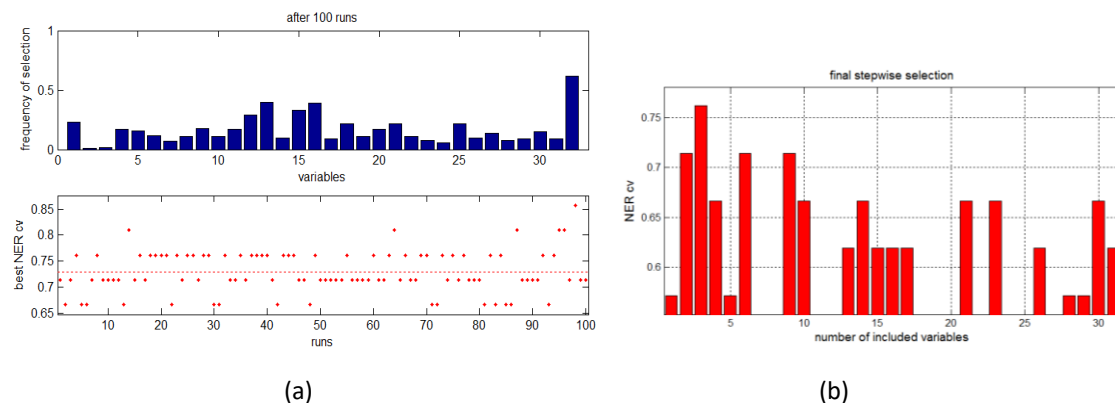 after 100 runs
frequency of selection
1
0.5
0
0 5 10 15 20 25 30
variables
best NER cv
0.85
0.8
0.75
0.7
0.65
10 20 30 40 50 60 70 80 90 100
runs
(a)
final stepwise selection
NER cv
0.75
0.7
0.65
0.6
5 10 15 20 25 30
number of included variables
(b)